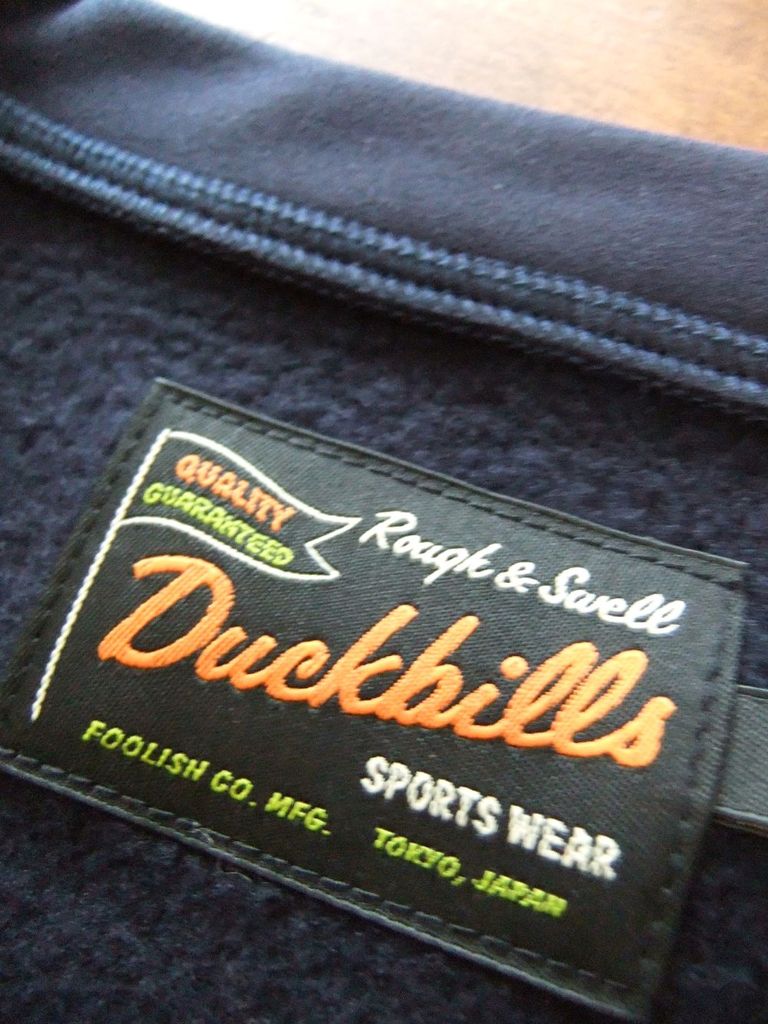 QUALITY
GUARANTEED
Rough & Swell
Duckbills
SPORTS WEAR
FOOLISH CO. MFG.
TOKYO, JAPAN